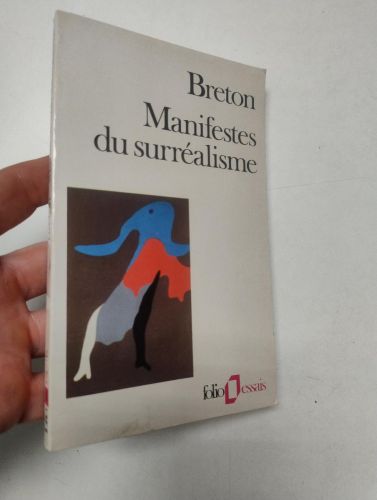 Breton
Manifestes
du surréalisme
folio essais